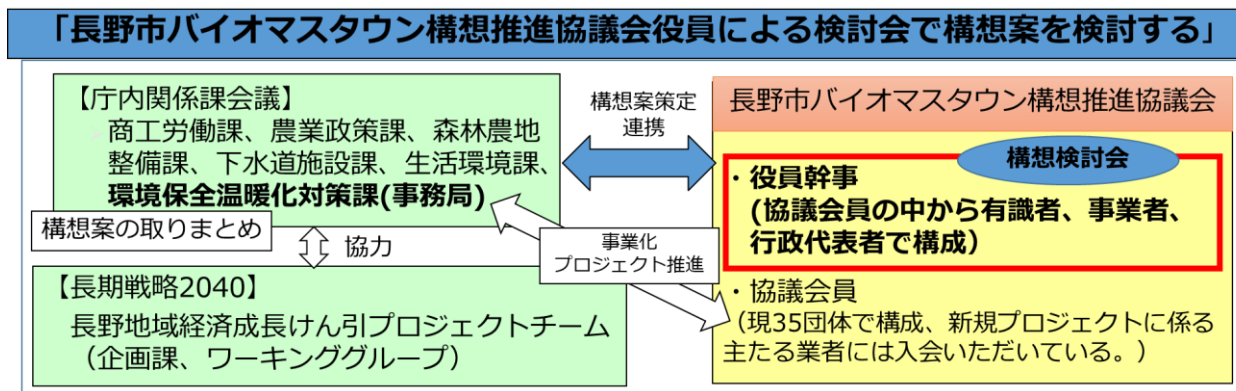 「長野市バイオマスタウン構想推進協議会役員による検討会で構想案を検討する」
【庁内関係課会議】
商工労働課、農業政策課、森林農地
整備課、下水道施設課、生活環境課、
環境保全温暖化対策課(事務局)
構想案の取りまとめ
協力
【長期戦略2040】
長野地域経済成長けん引プロジェクトチーム
（企画課、ワーキンググループ）
構想案策定
連携
事業化
プロジェクト推進
長野市バイオマスタウン構想推進協議会
構想検討会
・役員幹事
(協議会員の中から有識者、事業者、
行政代表者で構成）
・協議会員
（現35団体で構成、新規プロジェクトに係る
主たる業者には入会いただいている。）